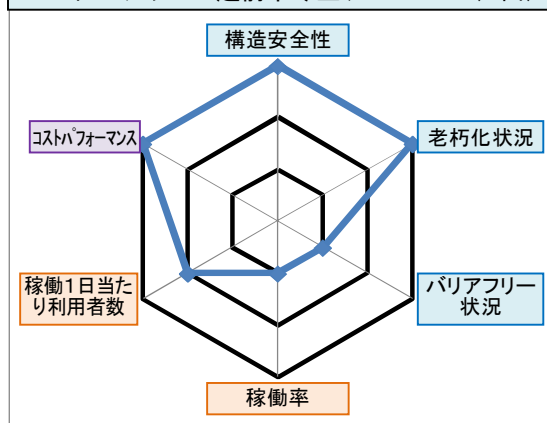 構造安全性
コストパフォーマンス
老朽化状況
稼働1日当た
り利用者数
バリアフリー
状況
稼働率